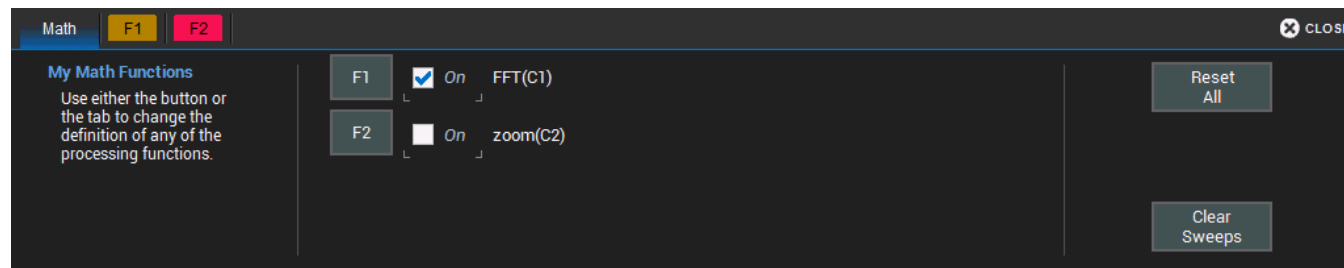 Math F1 F2 CLOSE
My Math Functions
Use either the button or
the tab to change the
definition of any of the
processing functions.
F1 On FFT(C1)
F2 On zoom(C2)
Reset
All
Clear
Sweeps